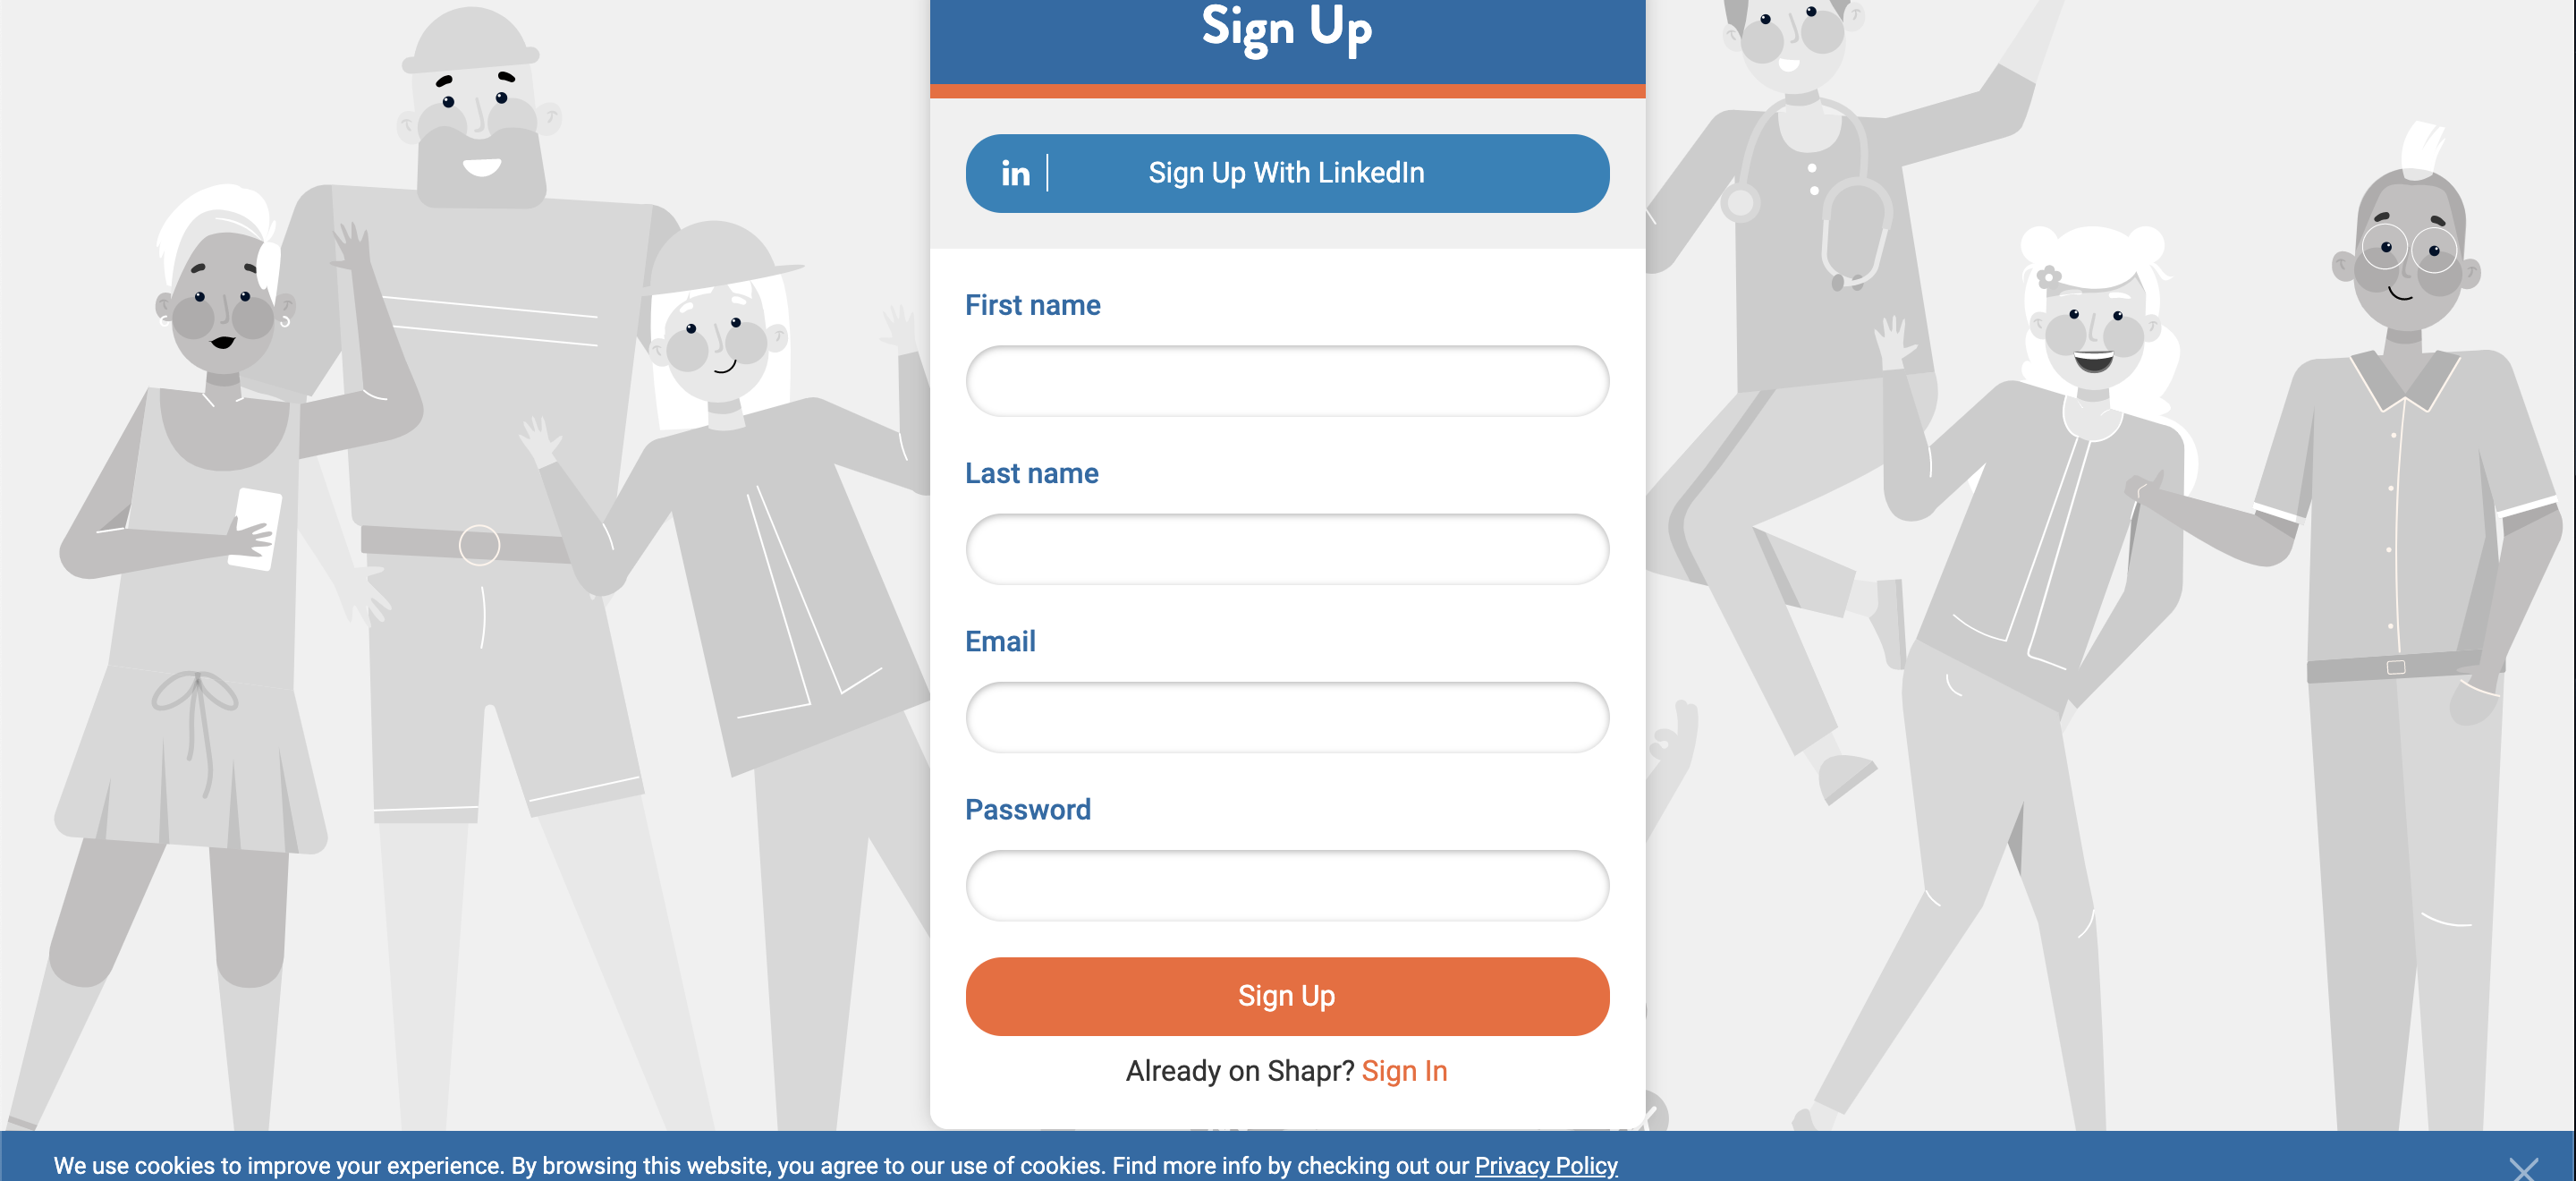 Sign Up
in
Sign Up With LinkedIn
First name
Last name
Email
Password
Sign Up
Already on Shapr? Sign In
We use cookies to improve your experience. By browsing this website, you agree to our use of cookies. Find more info by checking out our Privacy Policy